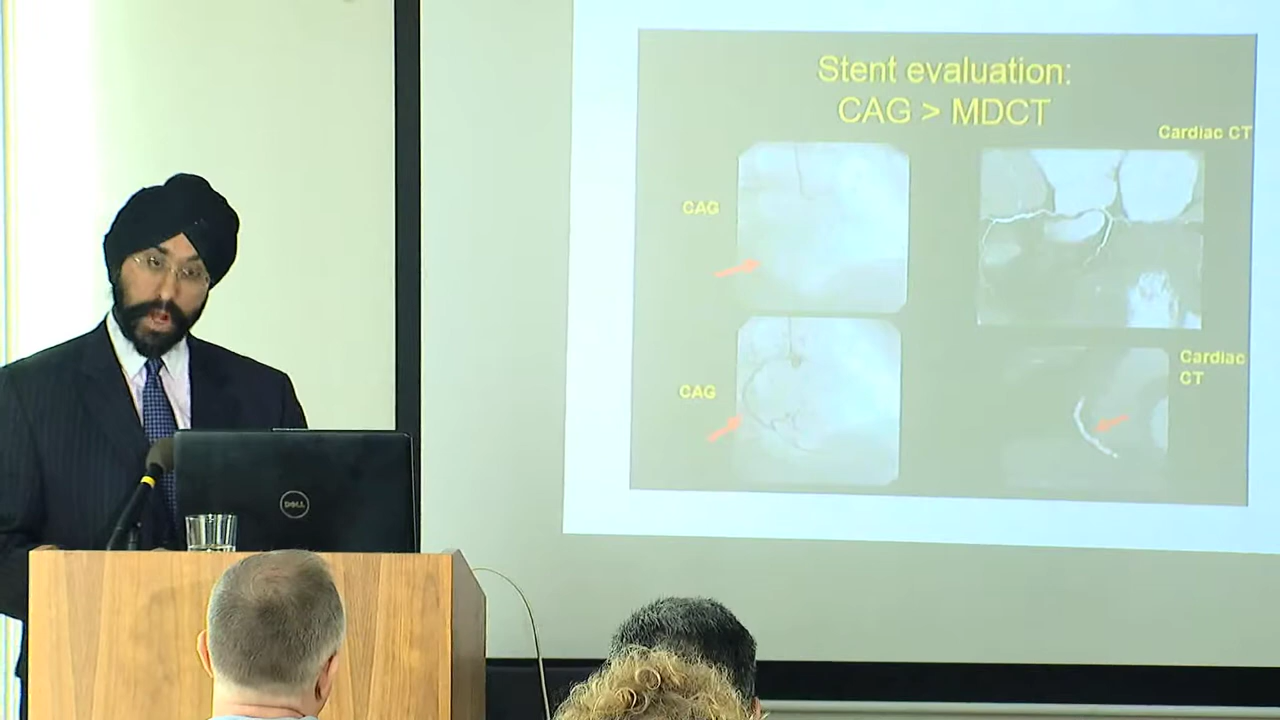 Stent evaluation:
CAG > MDCT
Cardiac CT
CAG
CAG
Cardiac
CT
DELL